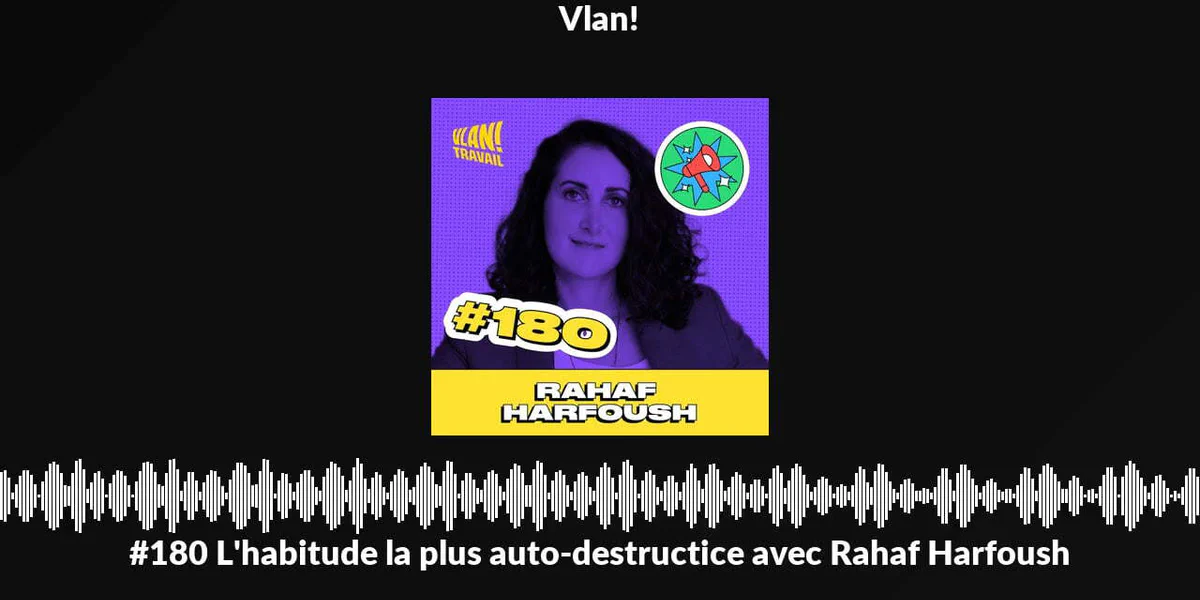 Vlan!
VLAN!
TRAVAIL
#180
RAHAF
HARFOUSH
#180 L'habitude la plus auto-destructice avec Rahaf Harfoush